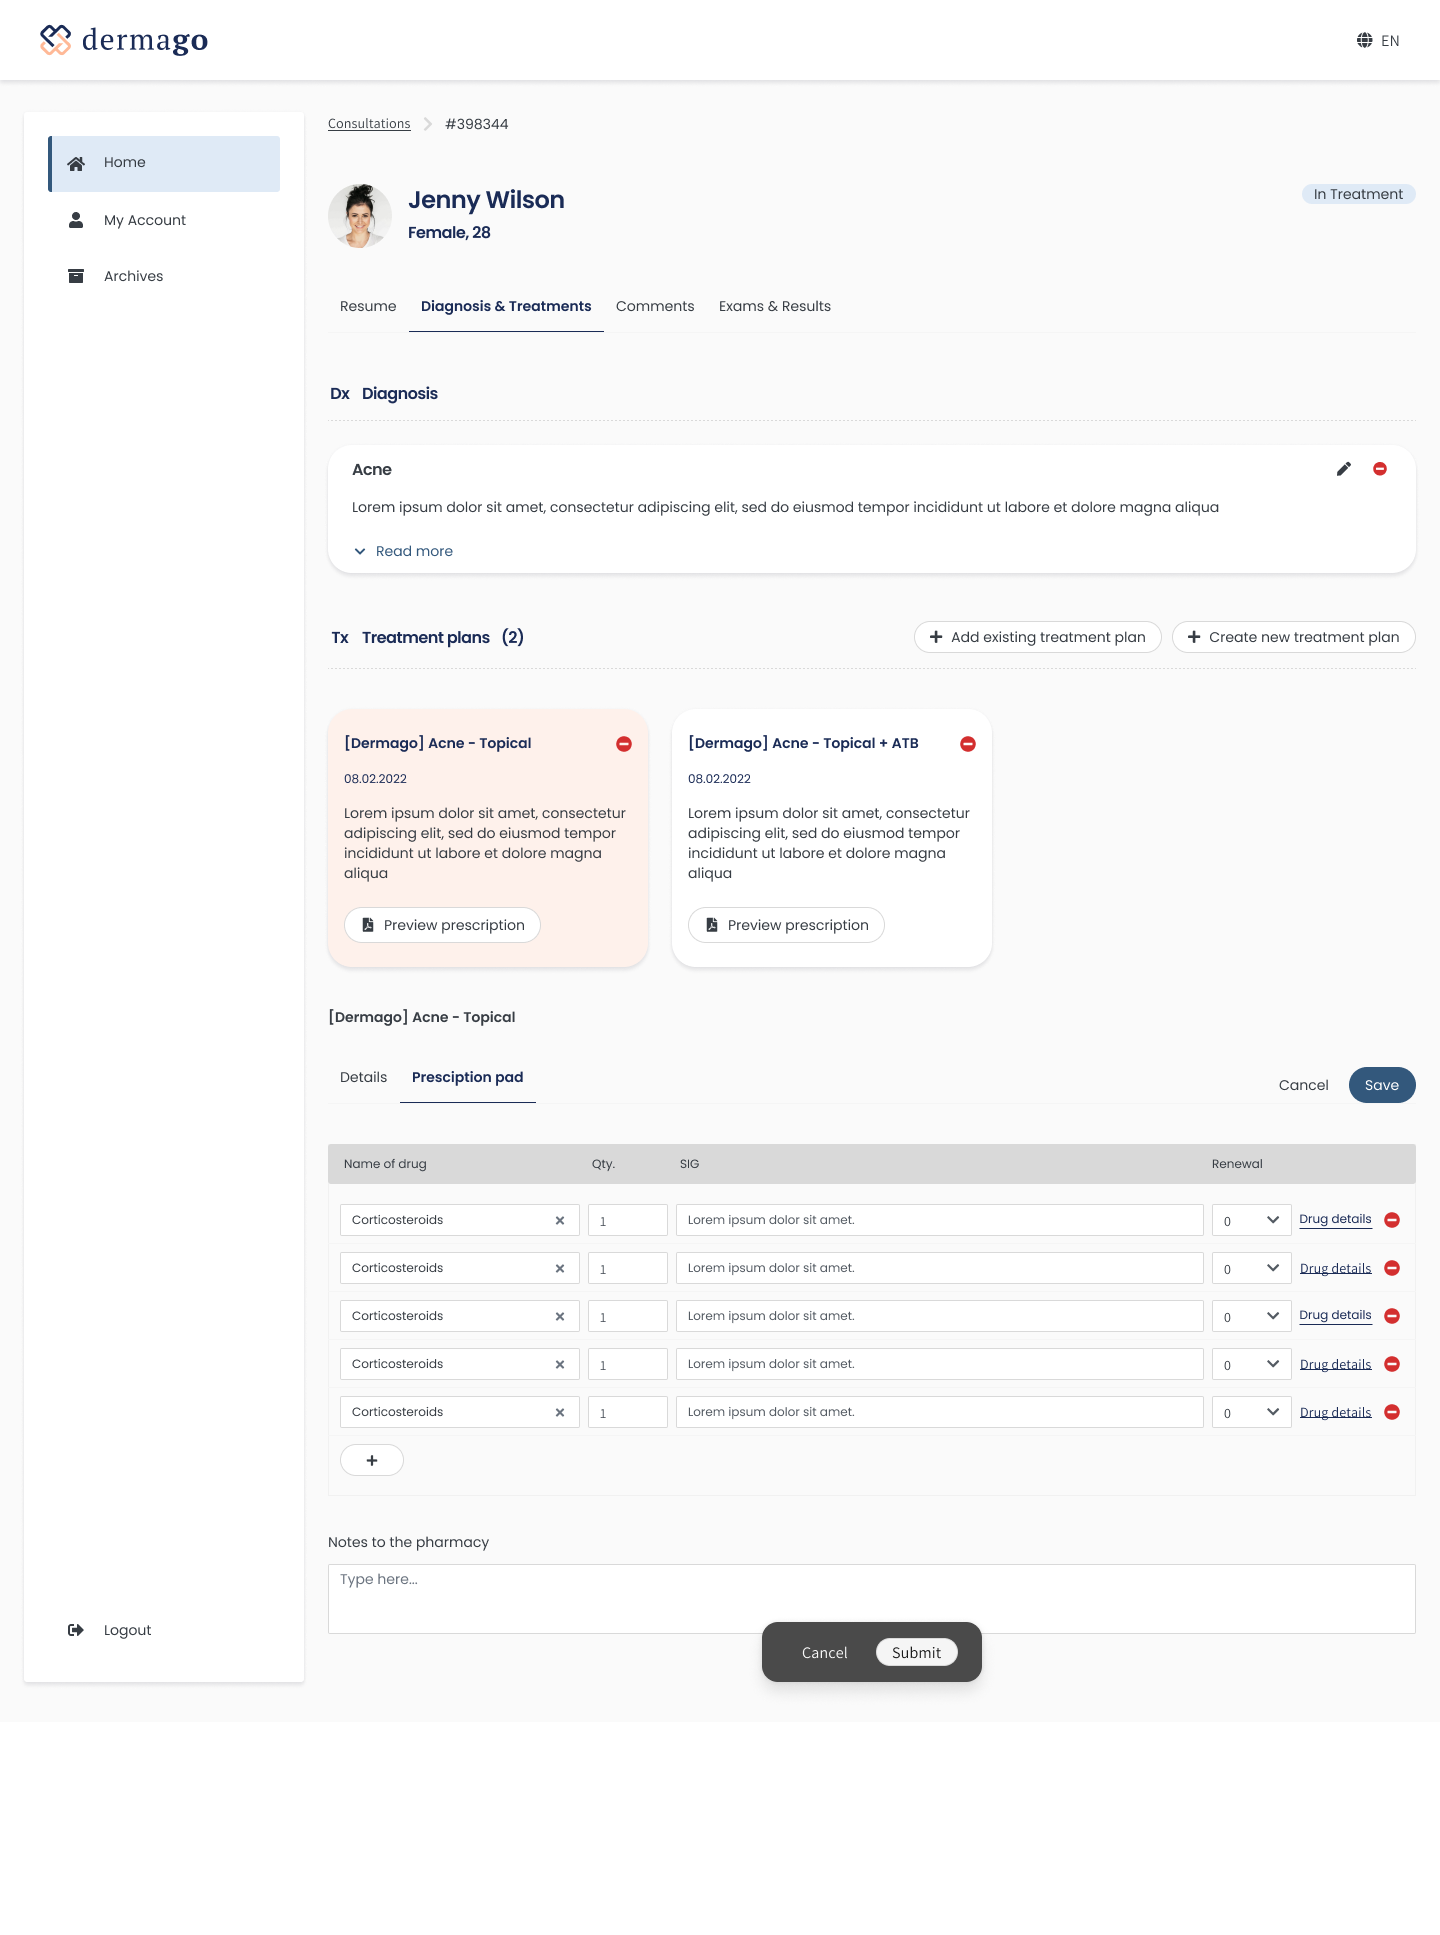 dermago
EN
Home
My Account
Archives
Logout
Consultations
#398344
Jenny Wilson
Female, 28
In Treatment
Resume
Diagnosis & Treatments
Comments
Exams & Results
Dx Diagnosis
Acne
Lorem ipsum dolor sit amet, consectetur adipiscing elit, sed do eiusmod tempor incididunt ut labore et dolore magna aliqua
Read more
Tx Treatment plans (2)
Add existing treatment plan
Create new treatment plan
[Dermago] Acne - Topical
08.02.2022
Lorem ipsum dolor sit amet, consectetur
adipiscing elit, sed do eiusmod tempor
incididunt ut labore et dolore magna
aliqua
Preview prescription
[Dermago] Acne - Topical + ATB
08.02.2022
Lorem ipsum dolor sit amet, consectetur
adipiscing elit, sed do eiusmod tempor
incididunt ut labore et dolore magna
aliqua
Preview prescription
[Dermago] Acne - Topical
Details
Presciption pad
Cancel
Save
Name of drug Qty. SIG Renewal
Corticosteroids 1 Lorem ipsum dolor sit amet. 0 Drug details
Corticosteroids 1 Lorem ipsum dolor sit amet. 0 Drug details
Corticosteroids 1 Lorem ipsum dolor sit amet. 0 Drug details
Corticosteroids 1 Lorem ipsum dolor sit amet. 0 Drug details
Corticosteroids 1 Lorem ipsum dolor sit amet. 0 Drug details
Notes to the pharmacy
Type here...
Cancel
Submit